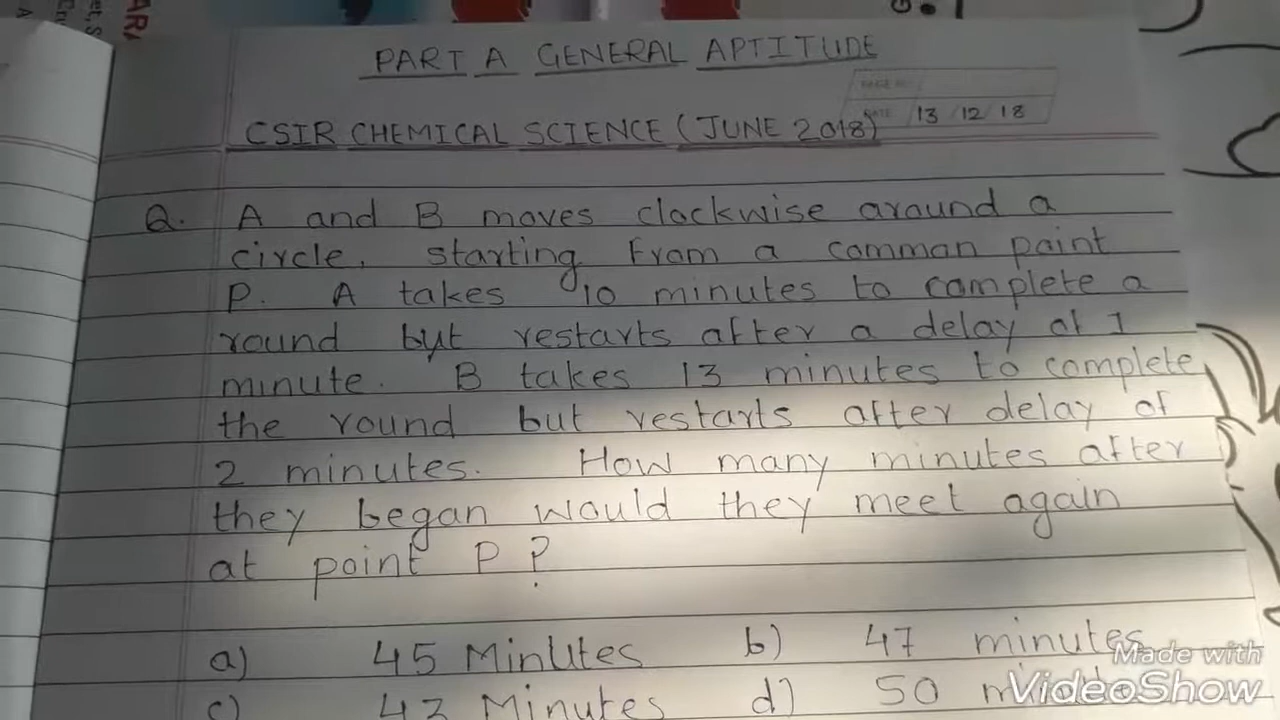 PART A GENERAL APTITUDE
PAGE NO.
DATE 13 / 12 / 18
CSIR CHEMICAL SCIENCE (JUNE 2018)
Q. A and B moves clockwise around a
circle, starting from a common point
P. A takes 10 minutes to complete a
round but restarts after a delay of 1
minute. B takes 13 minutes to complete
the round but restarts after delay of
2 minutes. How many minutes after
they began would they meet again
at point P ?
a) 45 Minutes b) 47 minutes
c) 43 Minutes d) 50
Made with
VideoShow